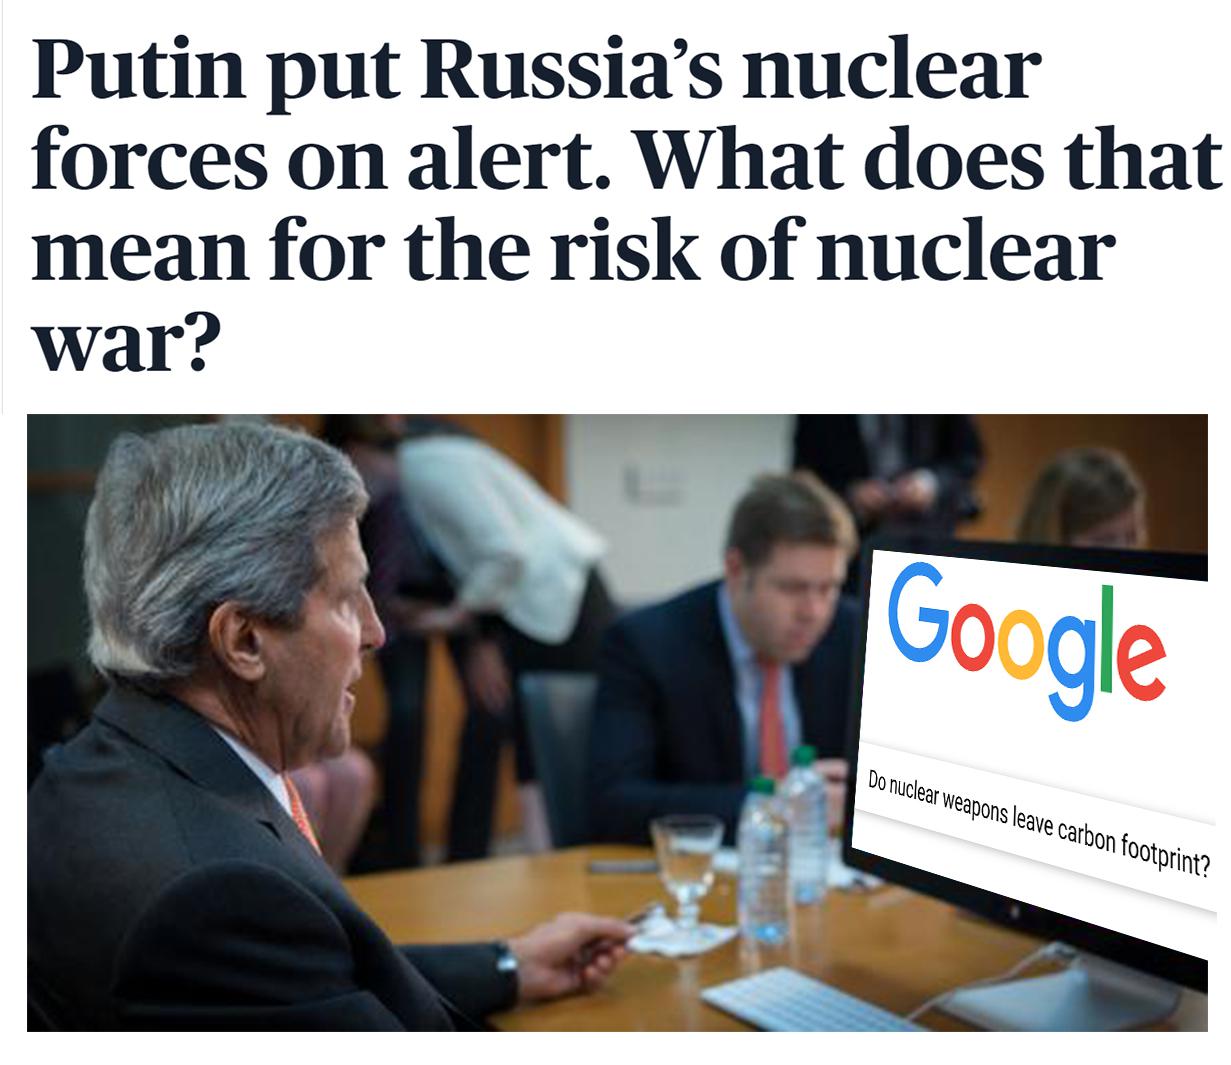 Putin put Russia’s nuclear
forces on alert. What does that
mean for the risk of nuclear
war?
Google
Do nuclear weapons leave carbon footprint?